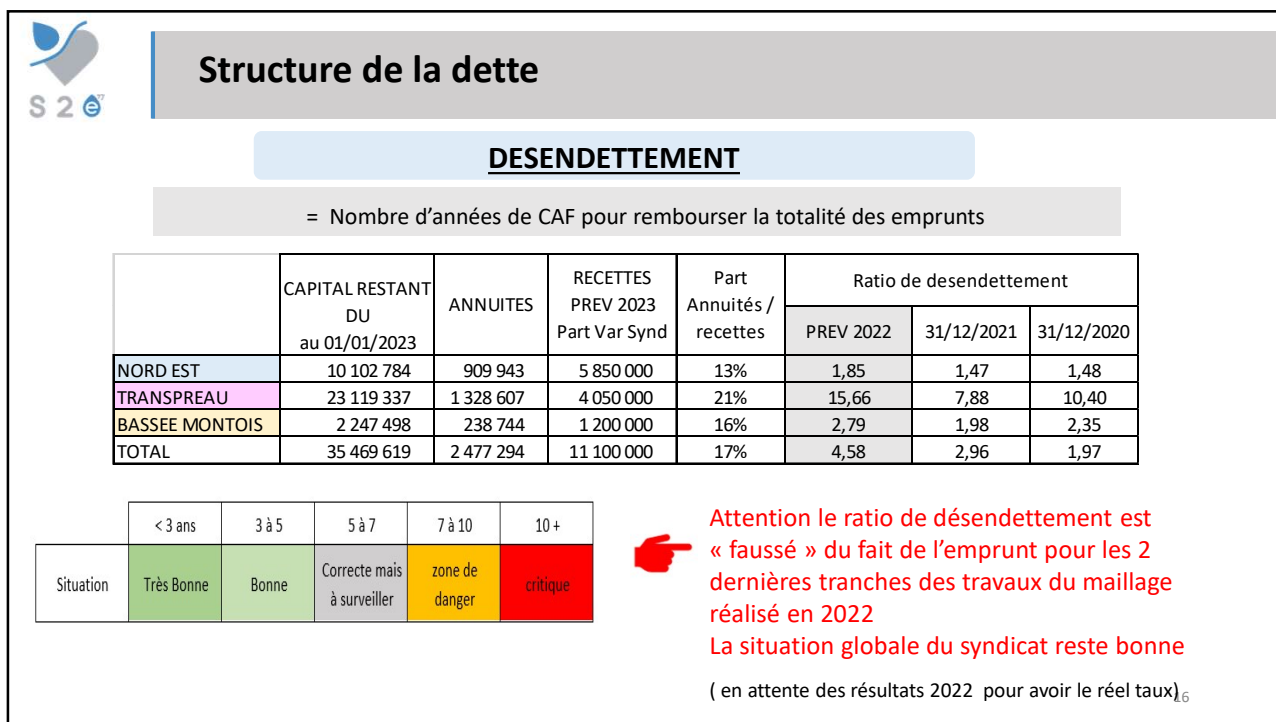 S 2 e 77
Structure de la dette
DESENDETTEMENT
= Nombre d'années de CAF pour rembourser la totalité des emprunts
CAPITAL RESTANT DU au 01/01/2023 ANNUITES RECETTES PREV 2023 Part Var Synd Part Annuités / recettes Ratio de desendettement
PREV 2022 31/12/2021 31/12/2020
NORD EST 10 102 784 909 943 5 850 000 13% 1,85 1,47 1,48
TRANSPREAU 23 119 337 1 328 607 4 050 000 21% 15,66 7,88 10,40
BASSEE MONTOIS 2 247 498 238 744 1 200 000 16% 2,79 1,98 2,35
TOTAL 35 469 619 2 477 294 11 100 000 17% 4,58 2,96 1,97
< 3 ans 3 à 5 5 à 7 7 à 10 10 +
Situation Très Bonne Bonne Correcte mais à surveiller zone de danger critique
Attention le ratio de désendettement est
« faussé » du fait de l'emprunt pour les 2
dernières tranches des travaux du maillage
réalisé en 2022
La situation globale du syndicat reste bonne
( en attente des résultats 2022 pour avoir le réel taux)
16